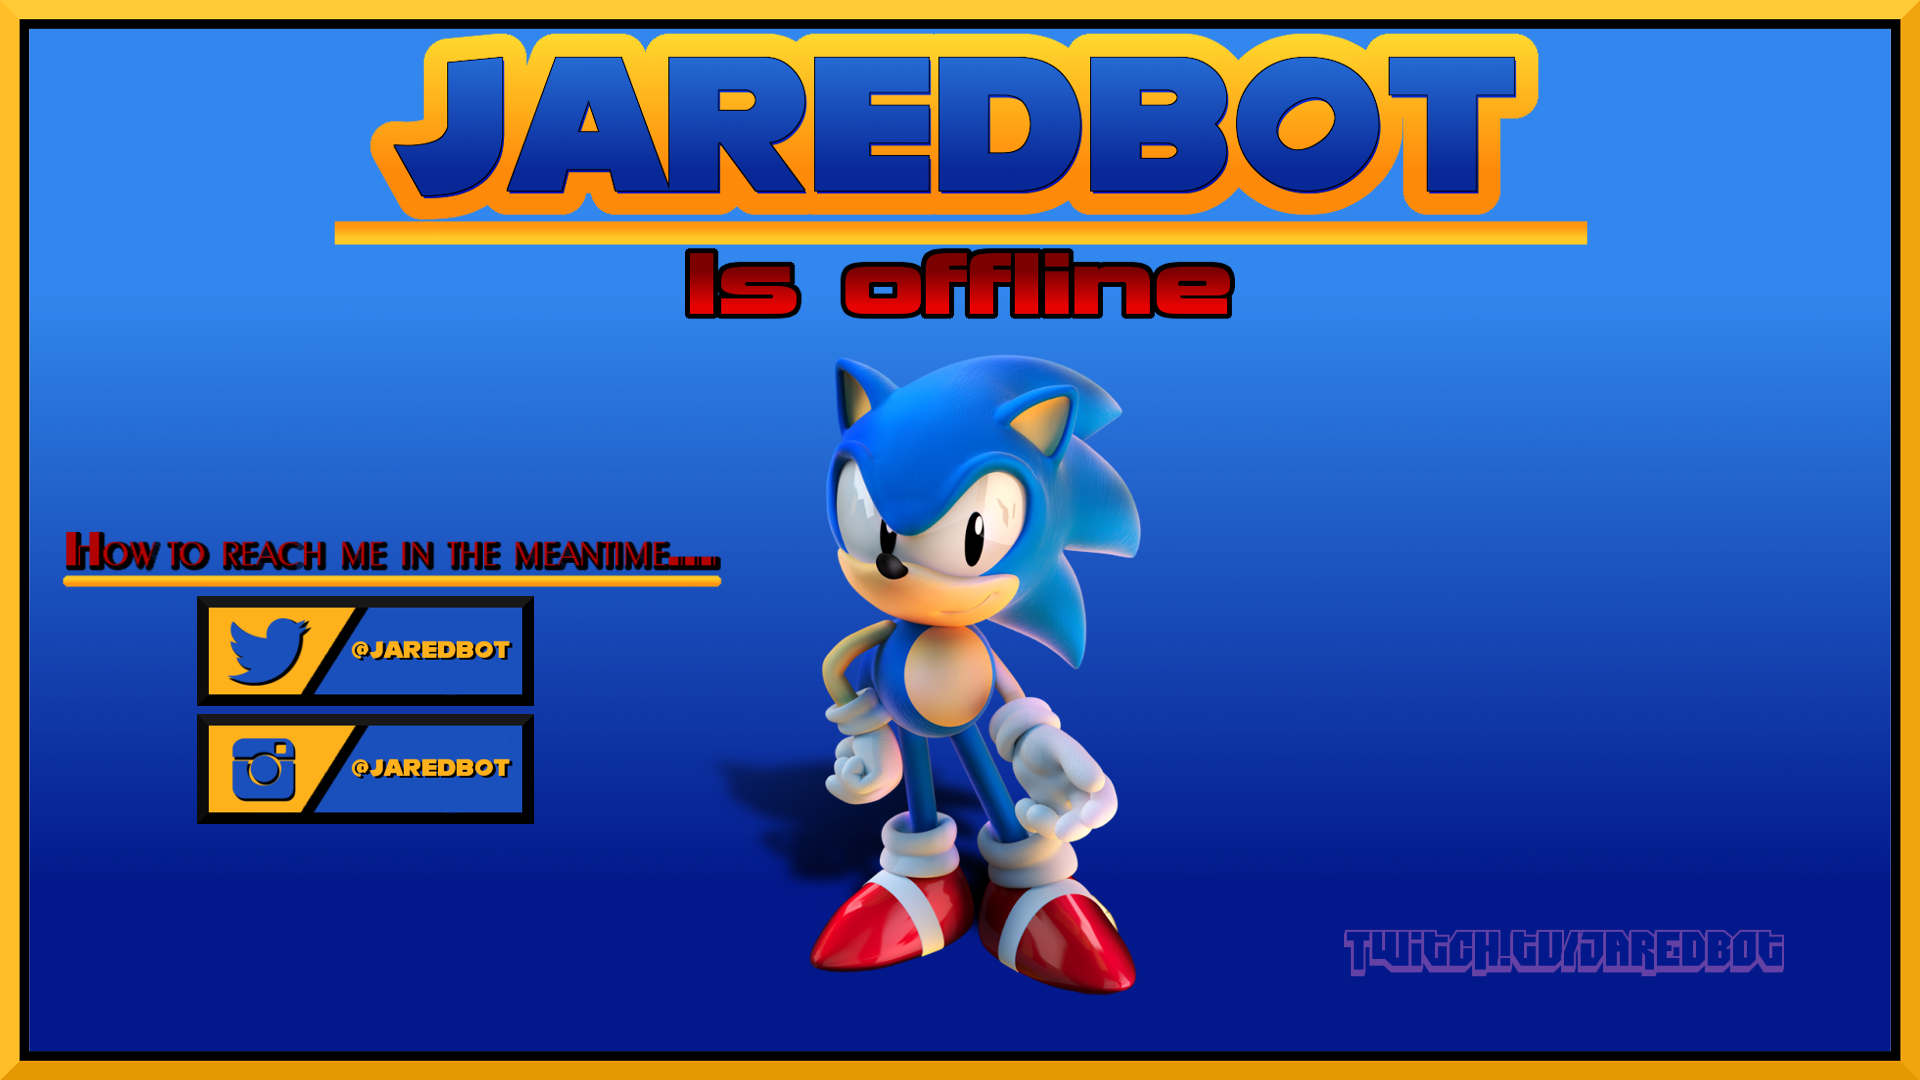 JAREDBOT
Is offline
How to reach me in the meantime....
@JAREDBOT
@JAREDBOT
TWITCH.TV/JAREDBOT